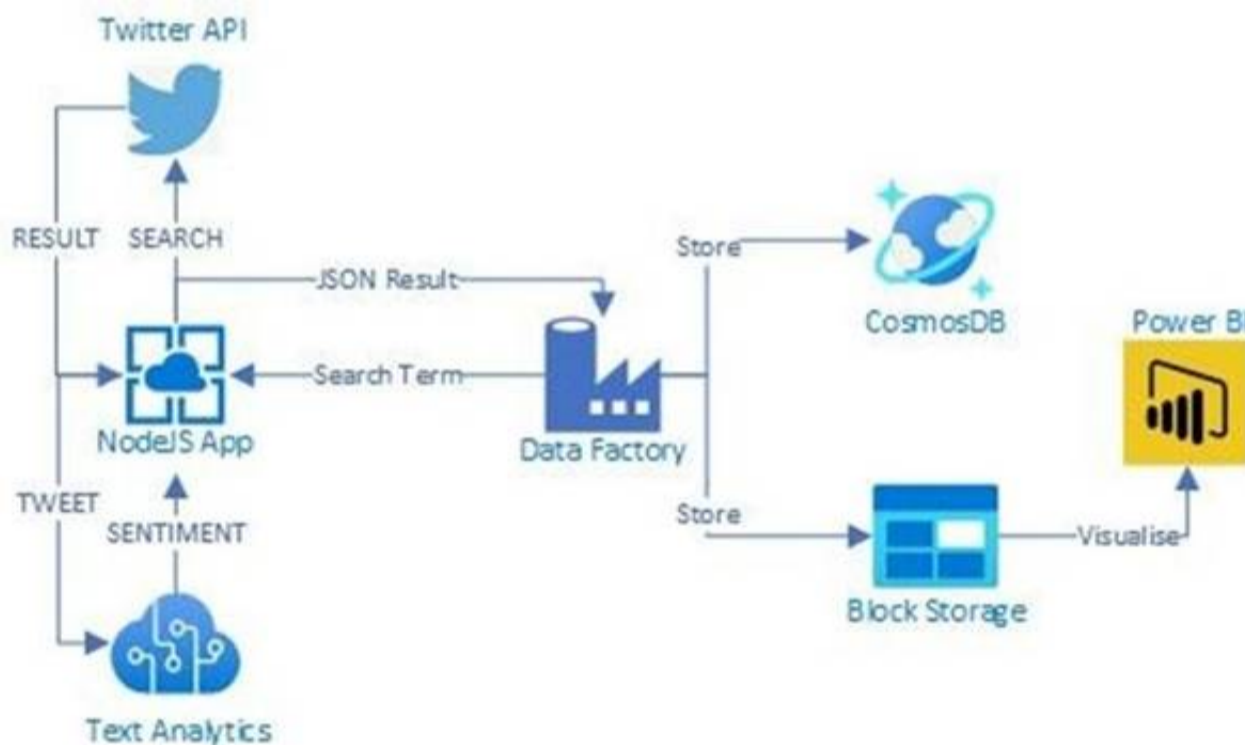 Twitter API
RESULT
SEARCH
JSON Result
Store
CosmosDB
Power BI
Search Term
NodeJS App
Data Factory
TWEET
SENTIMENT
Store
Visualise
Block Storage
Text Analytics